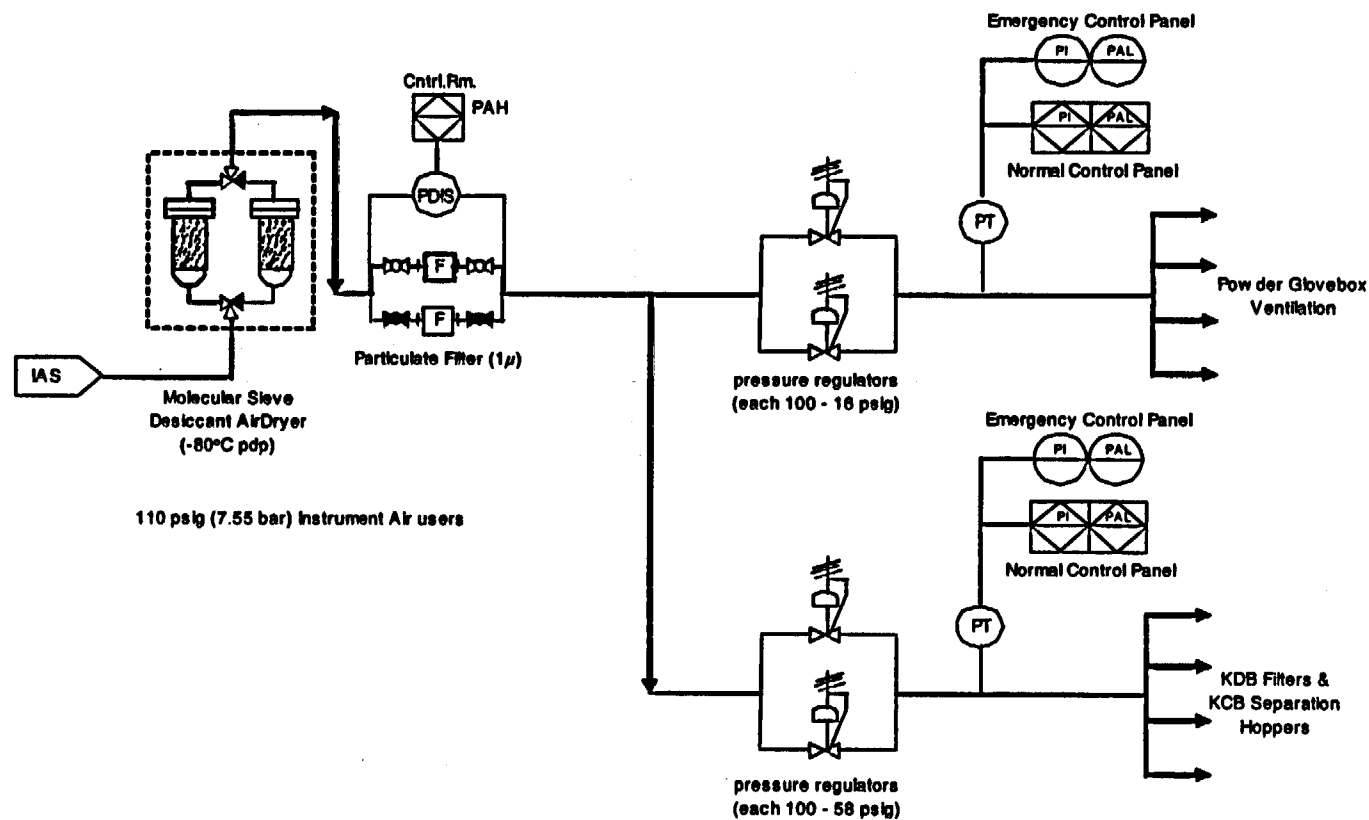 Emergency Control Panel
PI PAL
Cntrl.Rm.
PAH
PI PAL
Normal Control Panel
PDIS
PT
F
F
Powder Glovebox
Ventilation
Particulate Filter (1μ)
IAS
pressure regulators
(each 100 - 16 psig)
Molecular Sieve
Desiccant AirDryer
(-80°C pdp)
Emergency Control Panel
PI PAL
110 psig (7.55 bar) Instrument Air users
PI PAL
Normal Control Panel
PT
KDB Filters &
KCB Separation
Hoppers
pressure regulators
(each 100 - 58 psig)